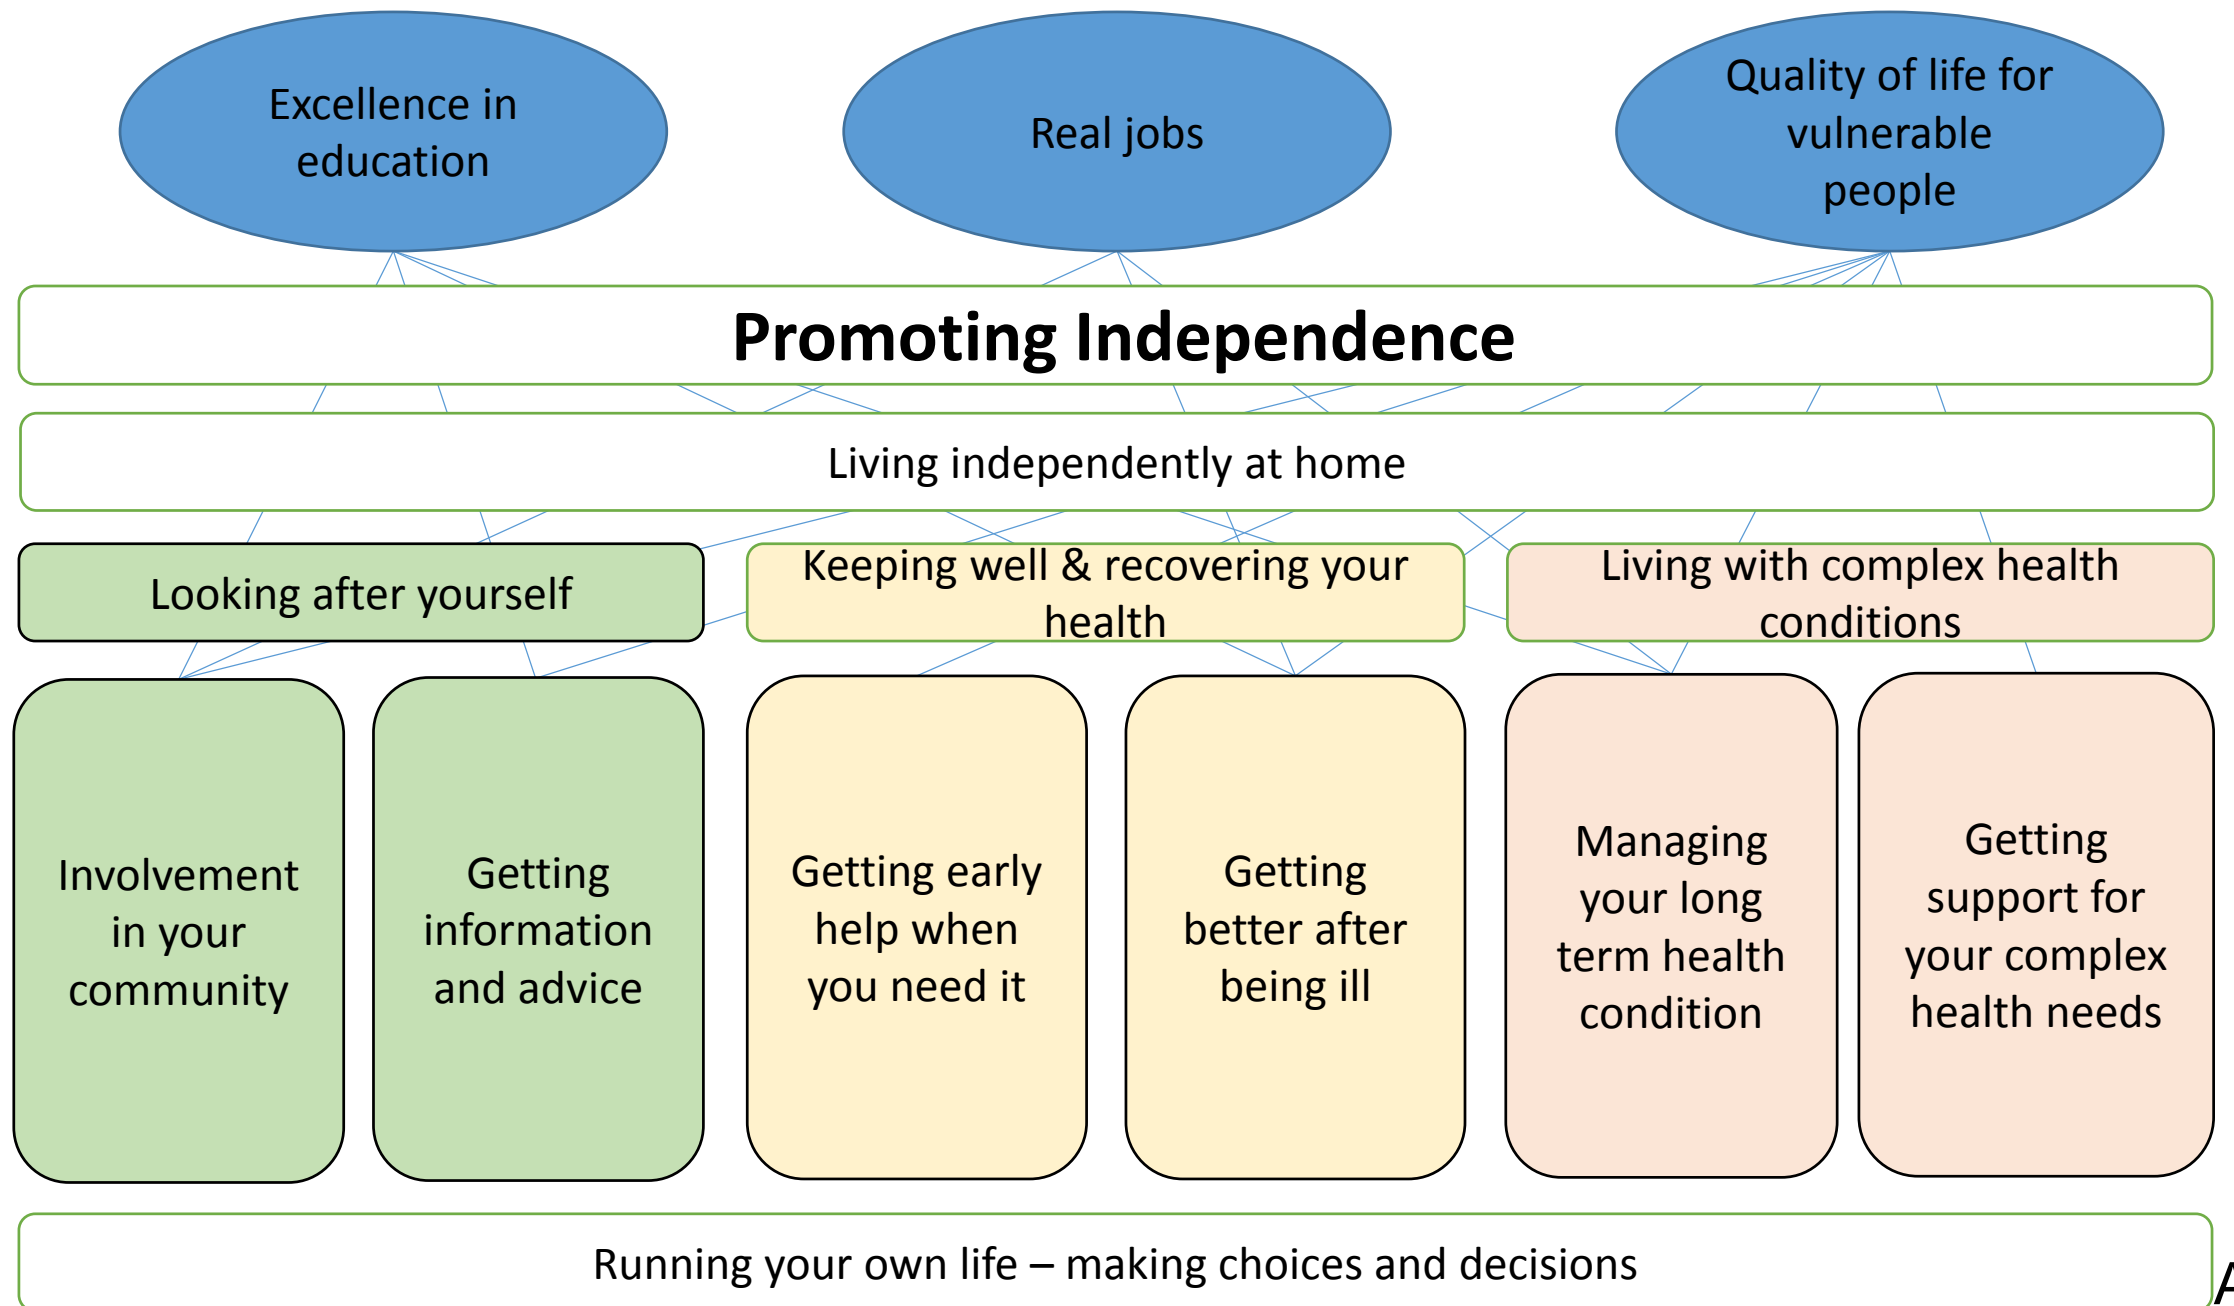 Excellence in
education
Real jobs
Quality of life for
vulnerable
people
Promoting Independence
Living independently at home
Looking after yourself
Keeping well & recovering your
health
Living with complex health
conditions
Involvement
in your
community
Getting
information
and advice
Getting early
help when
you need it
Getting
better after
being ill
Managing
your long
term health
condition
Getting
support for
your complex
health needs
Running your own life – making choices and decisions